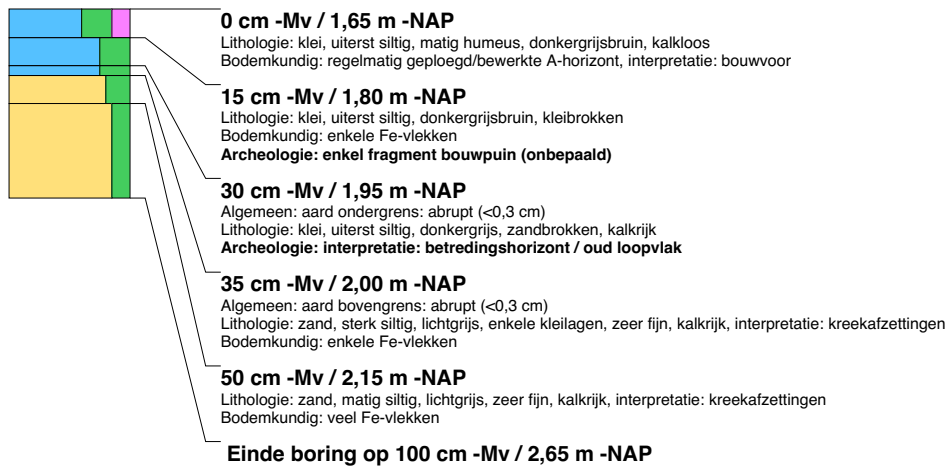 0 cm -Mv / 1,65 m -NAP
Lithologie: klei, uiterst siltig, matig humeus, donkergrijsbruin, kalkloos
Bodemkundig: regelmatig geploegd/bewerkte A-horizont, interpretatie: bouwvoor
15 cm -Mv / 1,80 m -NAP
Lithologie: klei, uiterst siltig, donkergrijsbruin, kleibrokken
Bodemkundig: enkele Fe-vlekken
Archeologie: enkel fragment bouwpuin (onbepaald)
30 cm -Mv / 1,95 m -NAP
Algemeen: aard ondergrens: abrupt (<0,3 cm)
Lithologie: klei, uiterst siltig, donkergrijs, zandbrokken, kalkrijk
Archeologie: interpretatie: betredingshorizont / oud loopvlak
35 cm -Mv / 2,00 m -NAP
Algemeen: aard bovengrens: abrupt (<0,3 cm)
Lithologie: zand, sterk siltig, lichtgrijs, enkele kleilagen, zeer fijn, kalkrijk, interpretatie: kreekafzettingen
Bodemkundig: enkele Fe-vlekken
50 cm -Mv / 2,15 m -NAP
Lithologie: zand, matig siltig, lichtgrijs, zeer fijn, kalkrijk, interpretatie: kreekafzettingen
Bodemkundig: veel Fe-vlekken
Einde boring op 100 cm -Mv / 2,65 m -NAP